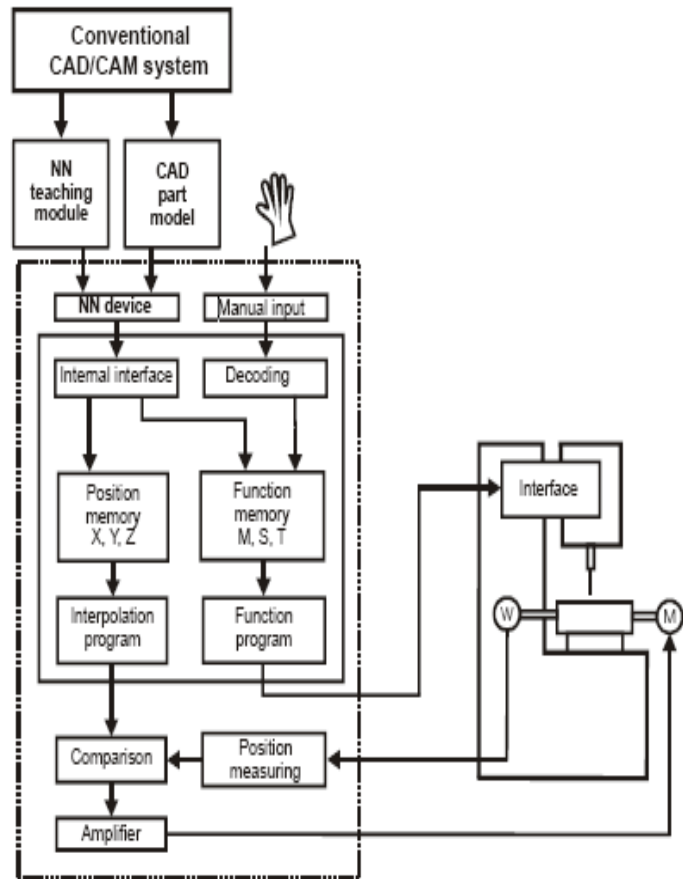 Conventional
CAD/CAM system
NN
teaching
module
CAD
part
model
NN device
Manual input
Internal interface
Decoding
Position
memory
X, Y, Z
Function
memory
M, S, T
Interface
Interpolation
program
Function
program
W
M
Comparison
Position
measuring
Amplifier